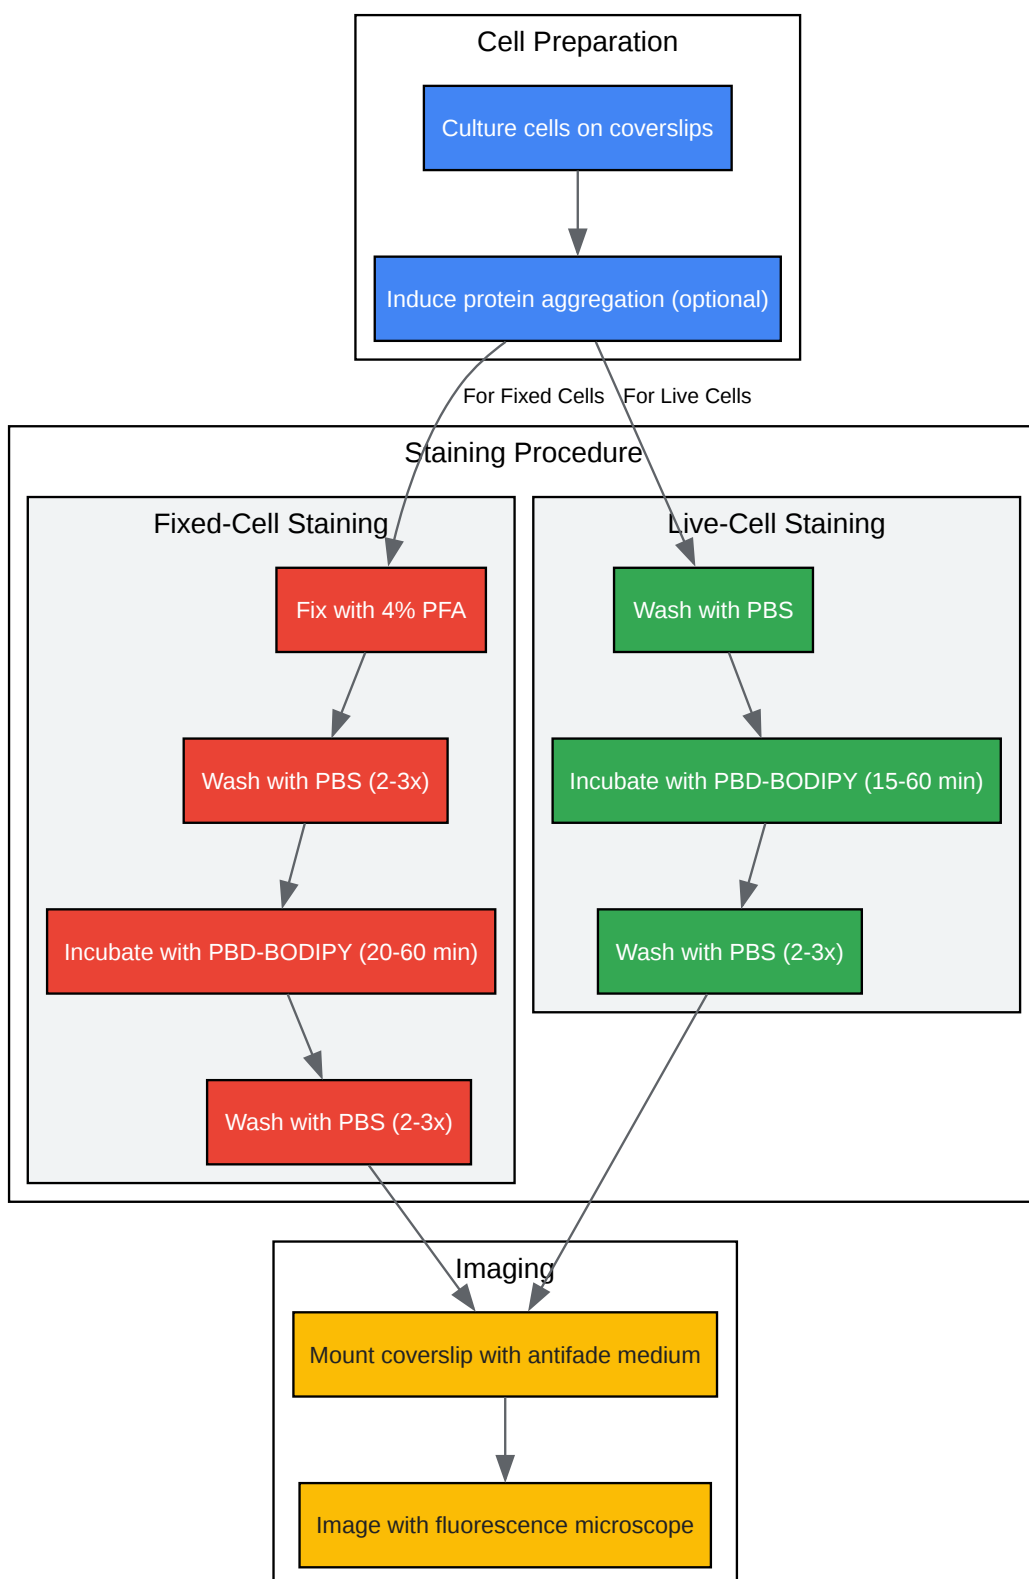 Cell Preparation
Culture cells on coverslips
Induce protein aggregation (optional)
For Fixed Cells
For Live Cells
Staining Procedure
Fixed-Cell Staining
Fix with 4% PFA
Wash with PBS (2-3x)
Incubate with PBD-BODIPY (20-60 min)
Wash with PBS (2-3x)
Live-Cell Staining
Wash with PBS
Incubate with PBD-BODIPY (15-60 min)
Wash with PBS (2-3x)
Imaging
Mount coverslip with antifade medium
Image with fluorescence microscope